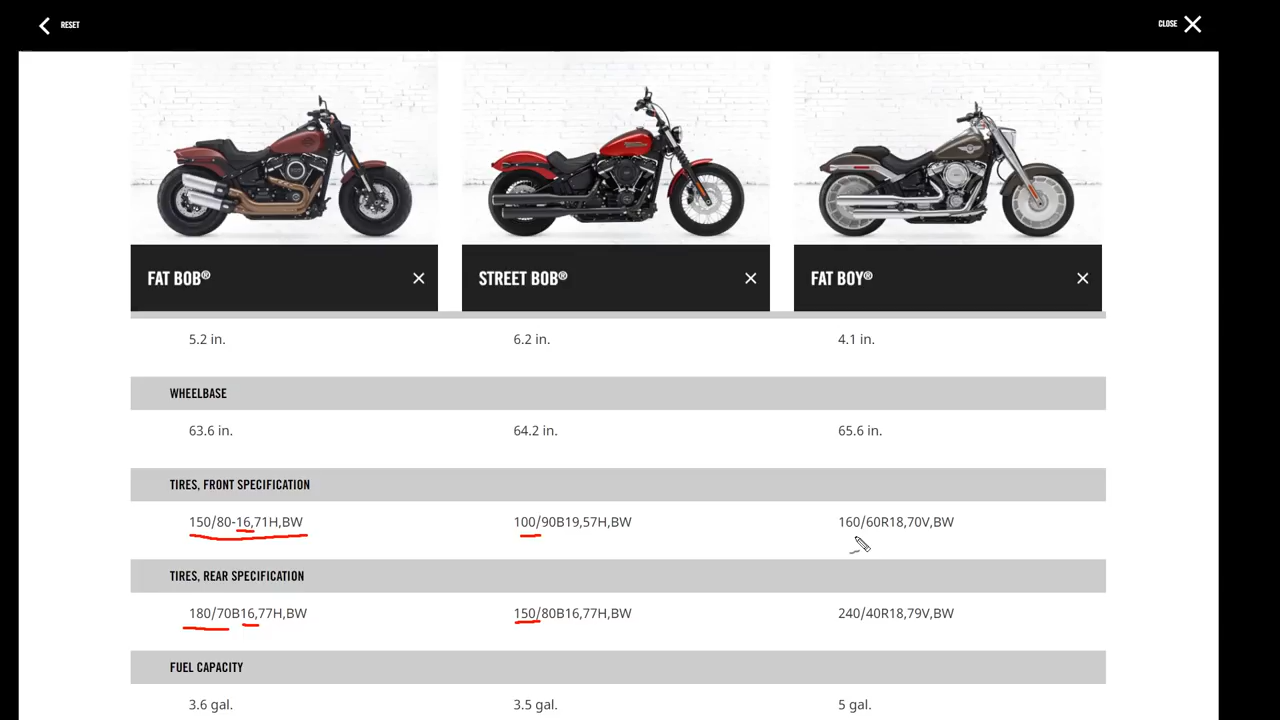 RESET
CLOSE
FAT BOB®
STREET BOB®
FAT BOY®
5.2 in.
6.2 in.
4.1 in.
WHEELBASE
63.6 in.
64.2 in.
65.6 in.
TIRES, FRONT SPECIFICATION
150/80-16,71H,BW
100/90B19,57H,BW
160/60R18,70V,BW
TIRES, REAR SPECIFICATION
180/70B16,77H,BW
150/80B16,77H,BW
240/40R18,79V,BW
FUEL CAPACITY
3.6 gal.
3.5 gal.
5 gal.